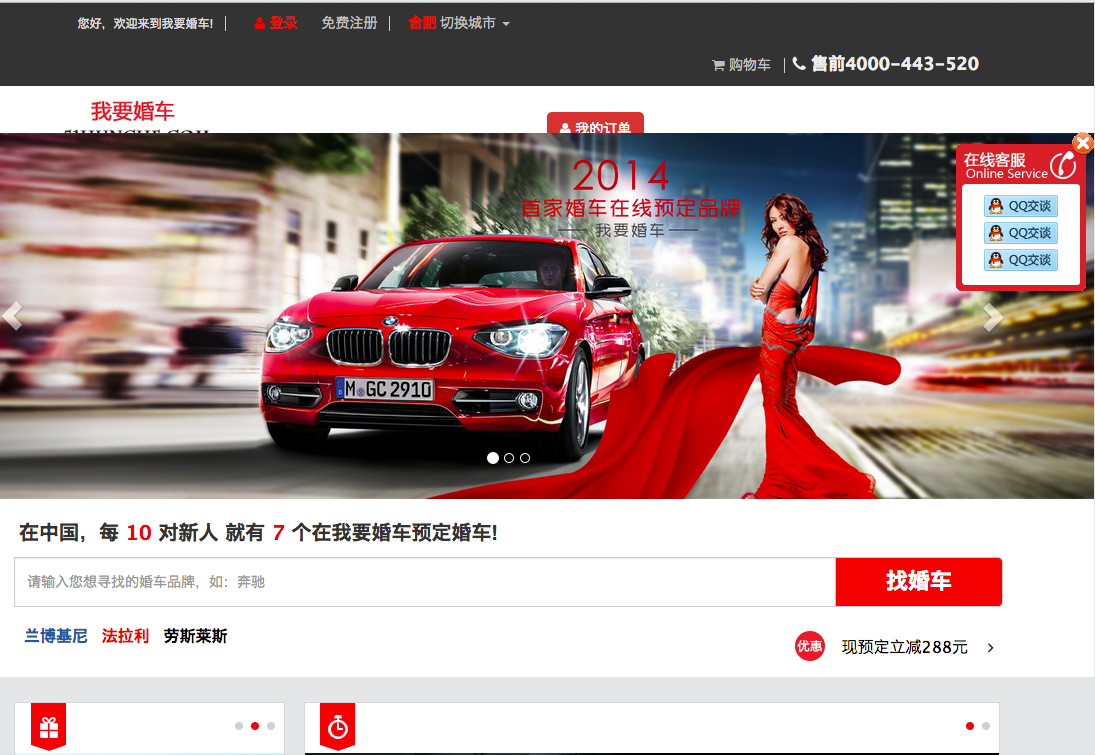 您好，欢迎来到我要婚车! 登录 免费注册 合肥 切换城市
购物车 售前4000-443-520
我要婚车
51HUNCHE.COM
我的订单
在线客服
Online Service
QQ交谈
QQ交谈
QQ交谈
2014
首家婚车在线预定品牌
我要婚车
M GC 2910
在中国，每 10 对新人 就有 7 个在我要婚车预定婚车!
请输入您想寻找的婚车品牌，如：奔驰
找婚车
兰博基尼 法拉利 劳斯莱斯
优惠 现预定立减288元